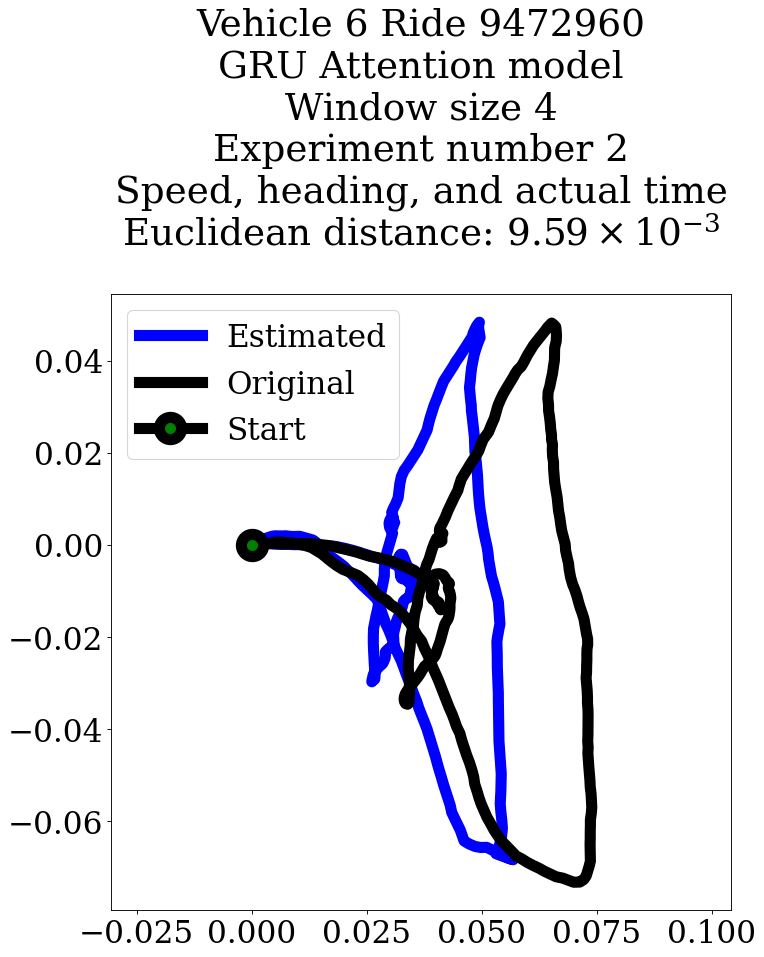 Vehicle 6 Ride 9472960
GRU Attention model
Window size 4
Experiment number 2
Speed, heading, and actual time
Euclidean distance: 9.59 × 10⁻³
Estimated
Original
Start
0.04
0.02
0.00
−0.02
−0.04
−0.06
−0.025 0.000 0.025 0.050 0.075 0.100